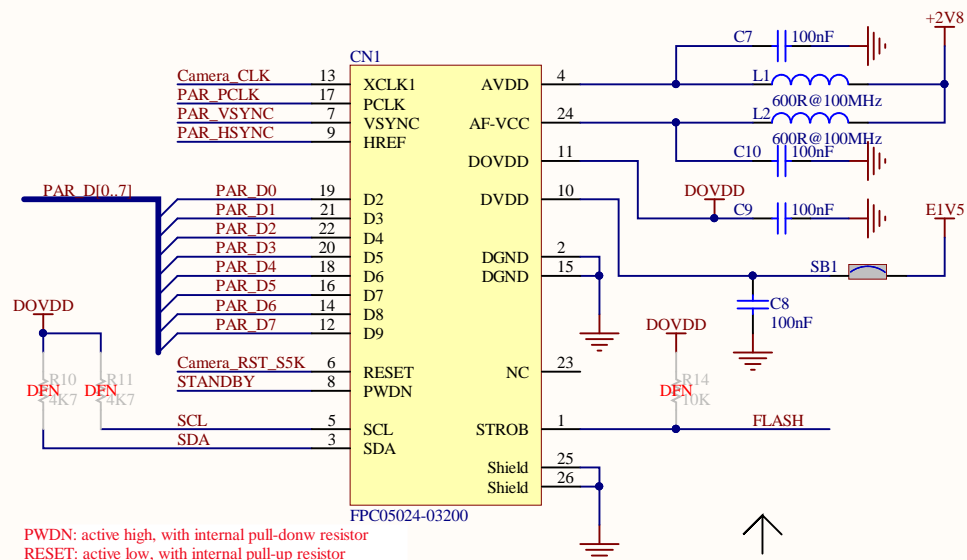 +2V8
C7 100nF
CN1
Camera_CLK 13 XCLK1 AVDD 4 L1
PAR_PCLK 17 PCLK 600R@100MHz
PAR_VSYNC 7 VSYNC AF-VCC 24 L2
PAR_HSYNC 9 HREF 600R@100MHz
DOVDD 11 C10 100nF
PAR_D[0..7] PAR_D0 19 D2 DVDD 10 DOVDD
PAR_D1 21 D3 C9 100nF E1V5
PAR_D2 22 D4
PAR_D3 20 D5 DGND 2
PAR_D4 18 D6 DGND 15 SB1
PAR_D5 16 D7
PAR_D6 14 D8 C8
DOVDD PAR_D7 12 D9 100nF DOVDD
Camera_RST_S5K 6 RESET NC 23
R10 R11 STANDBY 8 PWDN R14
DFN DFN DFN
4K7 4K7 10K
SCL 5 SCL STROB 1 FLASH
SDA 3 SDA
Shield 25
Shield 26
FPC05024-03200
PWDN: active high, with internal pull-donw resistor
RESET: active low, with internal pull-up resistor